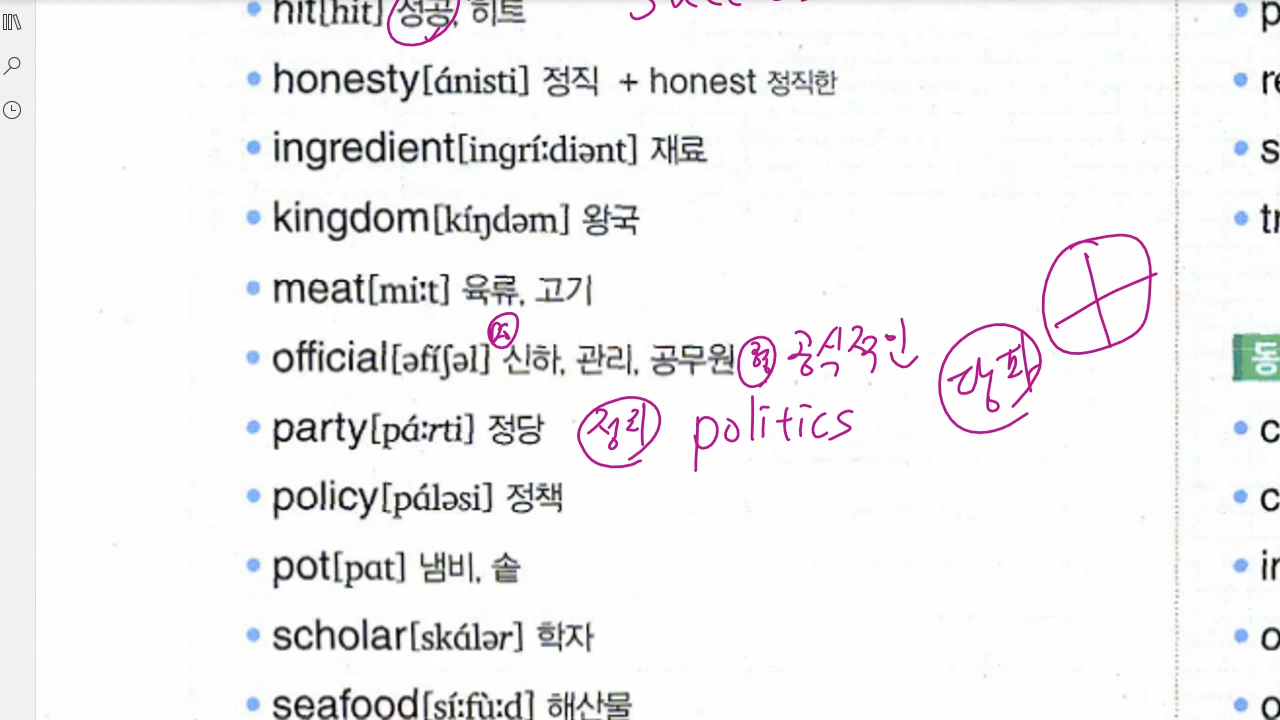 hit[hit] 성공, 히트
honesty[ánisti] 정직 + honest 정직한
ingredient[ingríːdiənt] 재료
kingdom[kíŋdəm] 왕국
meat[miːt] 육류, 고기
official[əfíʃəl] 신하, 관리, 공무원 형 공식적인
당파
party[páːrti] 정당 정리 politics
policy[páləsi] 정책
pot[pɑt] 냄비, 솥
scholar[skálər] 학자
seafood[síːfùːd] 해산물
동